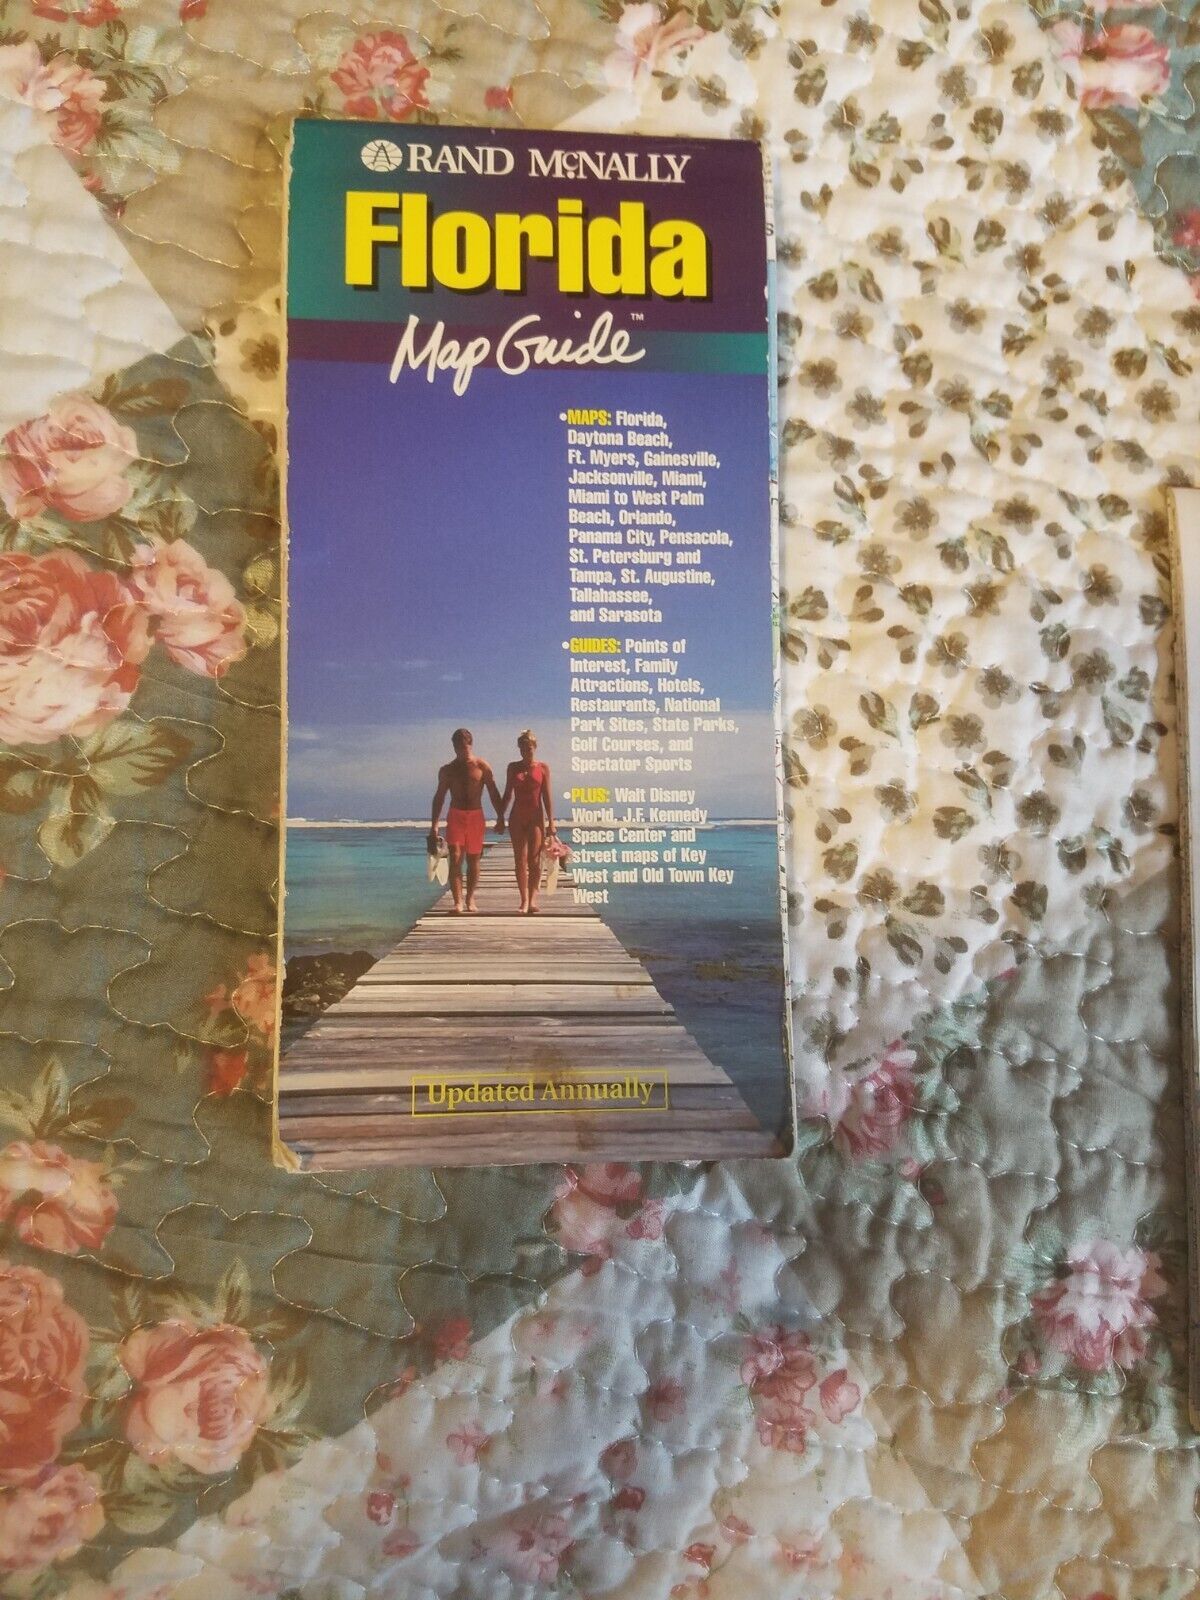 RAND McNALLY
Florida
Map Guide™
•MAPS: Florida,
Daytona Beach,
Ft. Myers, Gainesville,
Jacksonville, Miami,
Miami to West Palm
Beach, Orlando,
Panama City, Pensacola,
St. Petersburg and
Tampa, St. Augustine,
Tallahassee,
and Sarasota
•GUIDES: Points of
Interest, Family
Attractions, Hotels,
Restaurants, National
Park Sites, State Parks,
Golf Courses, and
Spectator Sports
•PLUS: Walt Disney
World, J.F. Kennedy
Space Center and
street maps of Key
West and Old Town Key
West
Updated Annually